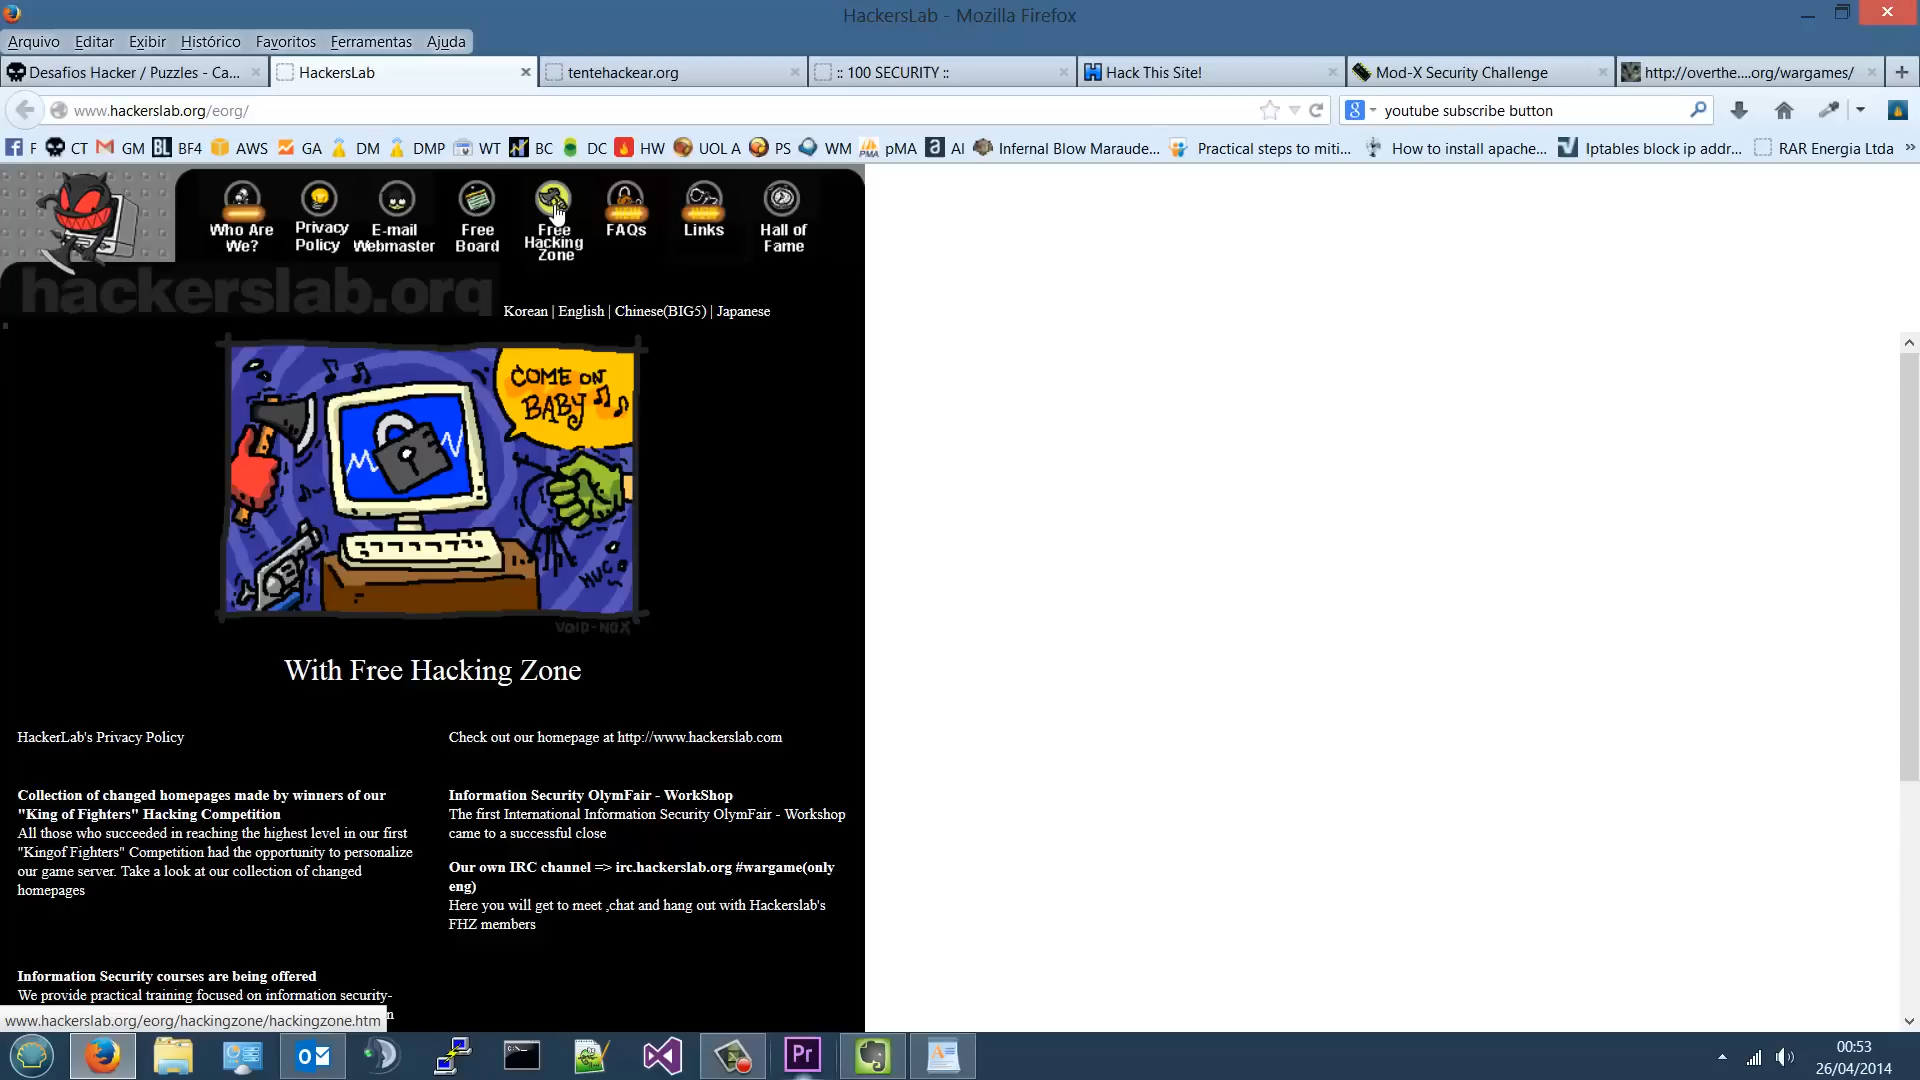 HackersLab - Mozilla Firefox
Arquivo Editar Exibir Histórico Favoritos Ferramentas Ajuda
Desafios Hacker / Puzzles - Ca... HackersLab tentehackear.org :: 100 SECURITY :: Hack This Site! Mod-X Security Challenge http://overthe....org/wargames/
www.hackerslab.org/eorg/ youtube subscribe button
F CT GM BF4 AWS GA DM DMP WT BC DC HW UOL A PS WM pMA AI Infernal Blow Maraude... Practical steps to miti... How to install apache... Iptables block ip addr... RAR Energia Ltda
Who Are We? Privacy Policy E-mail Webmaster Free Board Free Hacking Zone FAQs Links Hall of Fame
hackerslab.org
Korean | English | Chinese(BIG5) | Japanese
COME ON
BABY
VOID-NOX
With Free Hacking Zone
HackerLab's Privacy Policy
Check out our homepage at http://www.hackerslab.com
Collection of changed homepages made by winners of our
"King of Fighters" Hacking Competition
All those who succeeded in reaching the highest level in our first
"Kingof Fighters" Competition had the opportunity to personalize
our game server. Take a look at our collection of changed
homepages
Information Security OlymFair - WorkShop
The first International Information Security OlymFair - Workshop
came to a successful close
Our own IRC channel => irc.hackerslab.org #wargame(only
eng)
Here you will get to meet ,chat and hang out with Hackerslab's
FHZ members
Information Security courses are being offered
We provide practical training focused on information security-
www.hackerslab.org/eorg/hackingzone/hackingzone.htm
00:53
26/04/2014